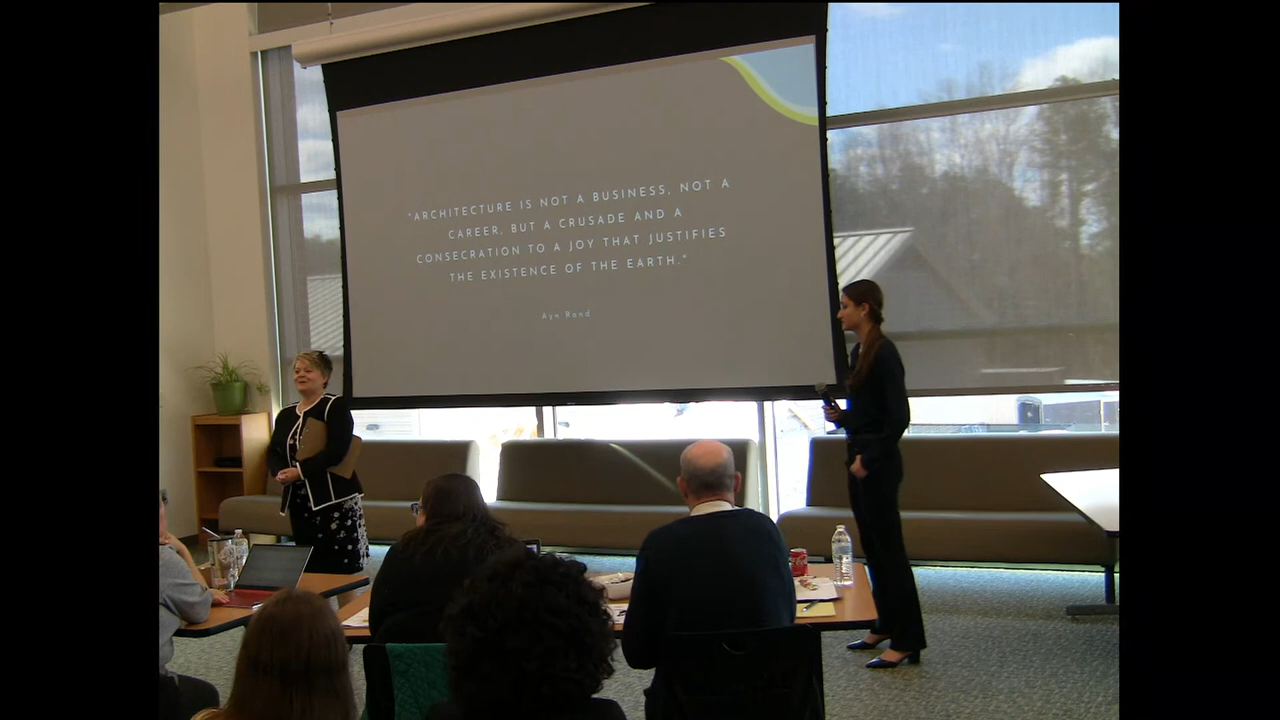 "ARCHITECTURE IS NOT A BUSINESS, NOT A
CAREER, BUT A CRUSADE AND A
CONSECRATION TO A JOY THAT JUSTIFIES
THE EXISTENCE OF THE EARTH."
Ayn Rand